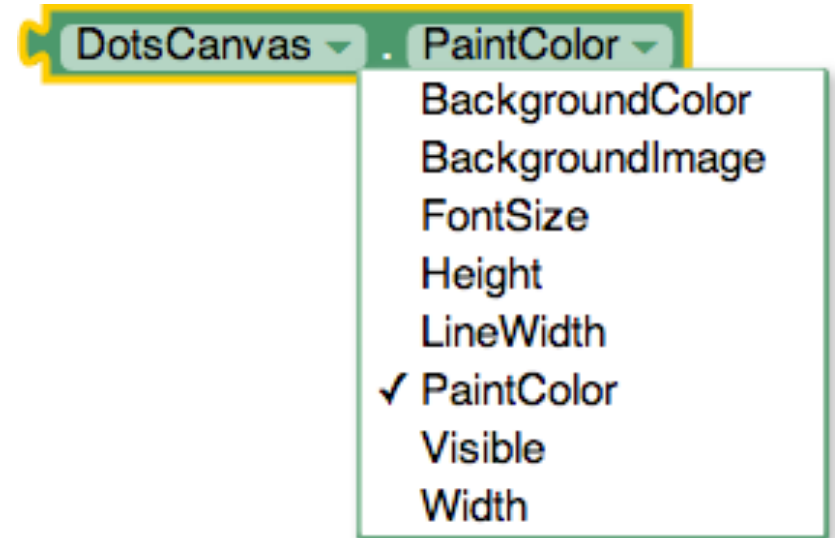 DotsCanvas . PaintColor
BackgroundColor
BackgroundImage
FontSize
Height
LineWidth
✓ PaintColor
Visible
Width